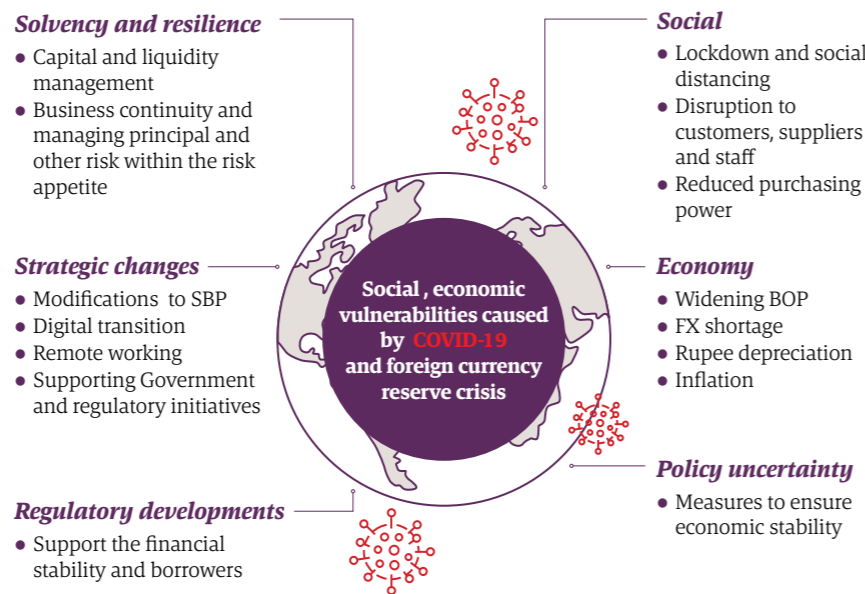 Solvency and resilience
● Capital and liquidity
management
● Business continuity and
managing principal and
other risk within the risk
appetite
Strategic changes
● Modifications to SBP
● Digital transition
● Remote working
● Supporting Government
and regulatory initiatives
Regulatory developments
● Support the financial
stability and borrowers
Social , economic
vulnerabilities caused
by COVID-19
and foreign currency
reserve crisis
Social
● Lockdown and social
distancing
● Disruption to
customers, suppliers
and staff
● Reduced purchasing
power
Economy
● Widening BOP
● FX shortage
● Rupee depreciation
● Inflation
Policy uncertainty
● Measures to ensure
economic stability